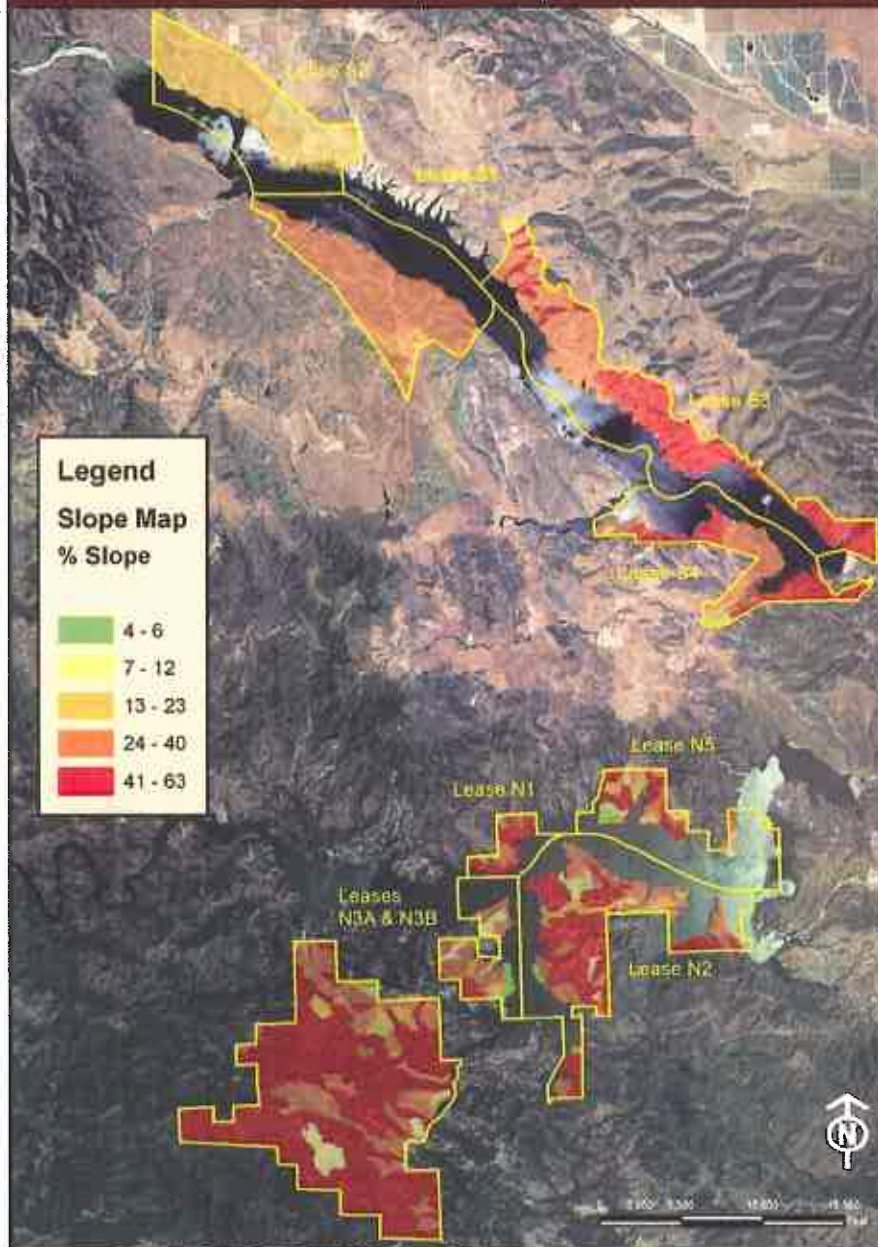 Lease S3
Lease S4
Legend
Slope Map
% Slope
4 - 6
7 - 12
13 - 23
24 - 40
41 - 63
Lease N5
Lease N1
Leases
N3A & N3B
Lease N2
N